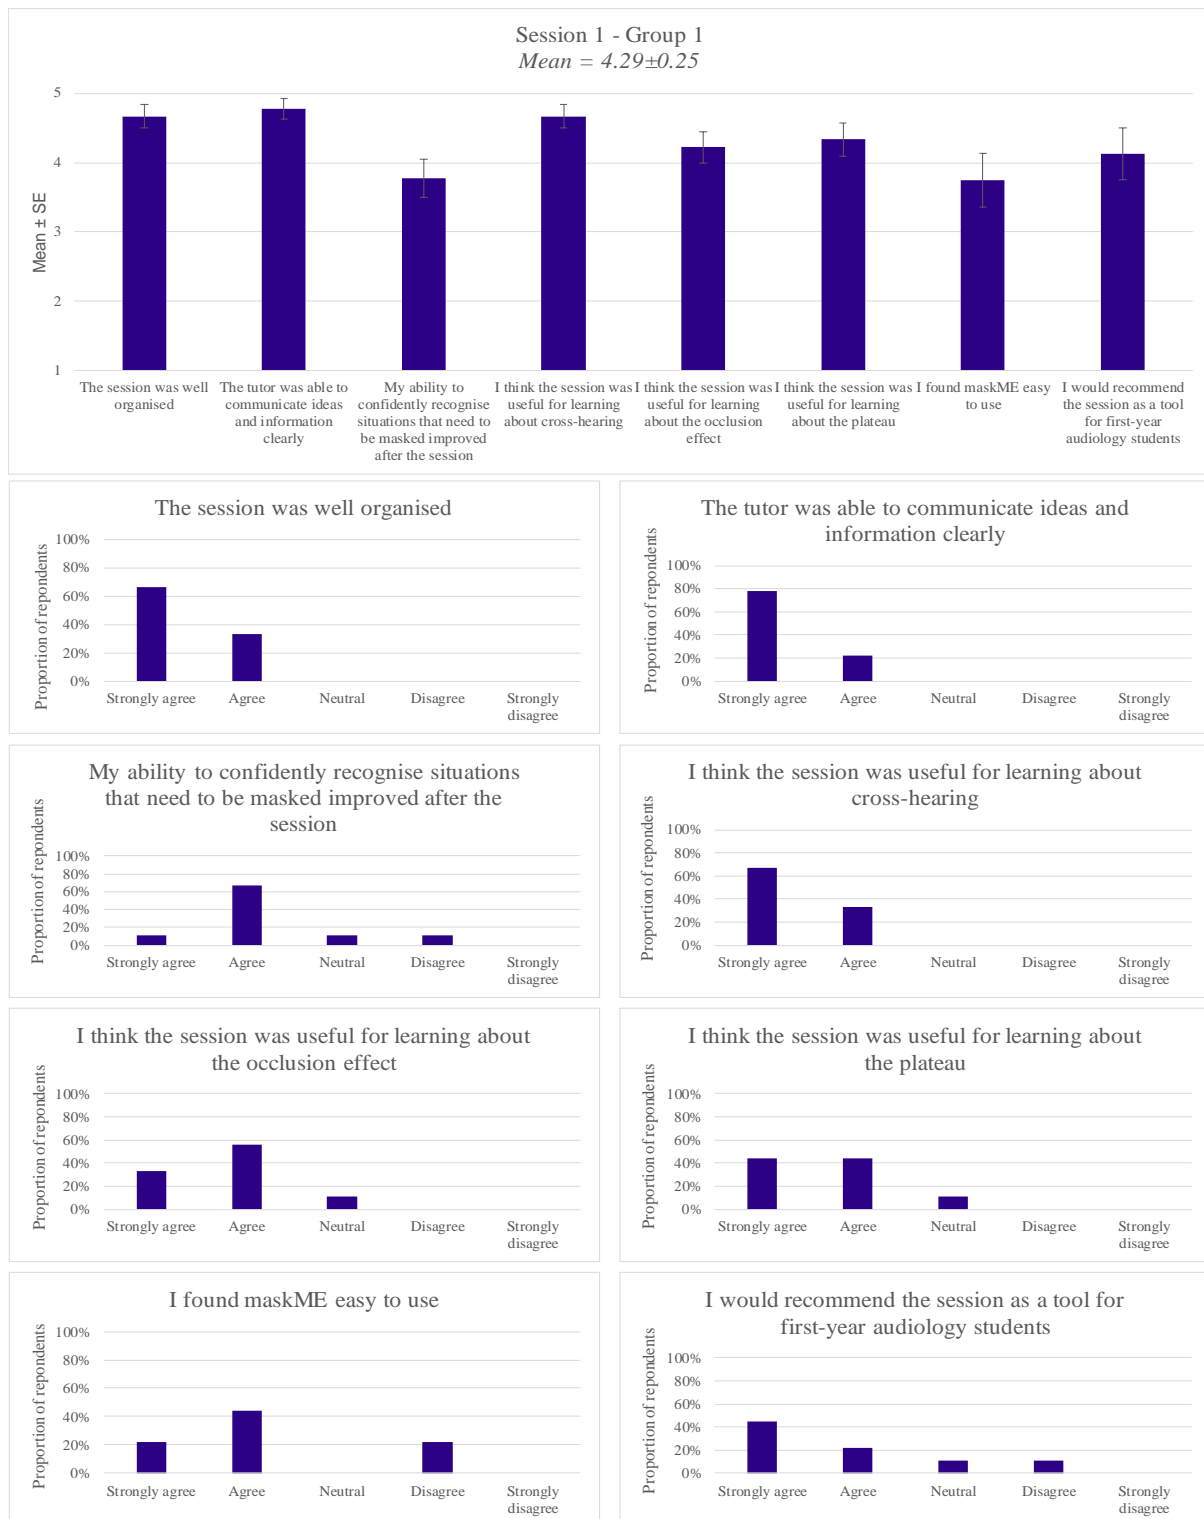 Session 1 - Group 1
Mean = 4.29±0.25
Mean ± SE
5
4
3
2
1
The session was well
organised
The tutor was able to
communicate ideas
and information
clearly
My ability to
confidently recognise
situations that need to
be masked improved
after the session
I think the session was
useful for learning
about cross-hearing
I think the session was
useful for learning
about the occlusion
effect
I think the session was
useful for learning
about the plateau
I found maskME easy
to use
I would recommend
the session as a tool
for first-year
audiology students
The session was well organised
Proportion of repondents
100%
80%
60%
40%
20%
0%
Strongly agree
Agree
Neutral
Disagree
Strongly
disagree
The tutor was able to communicate ideas and
information clearly
Proportion of repondents
100%
80%
60%
40%
20%
0%
Strongly agree
Agree
Neutral
Disagree
Strongly
disagree
My ability to confidently recognise situations
that need to be masked improved after the
session
Proportion of repondents
100%
80%
60%
40%
20%
0%
Strongly agree
Agree
Neutral
Disagree
Strongly
disagree
I think the session was useful for learning about
cross-hearing
Proportion of repondents
100%
80%
60%
40%
20%
0%
Strongly agree
Agree
Neutral
Disagree
Strongly
disagree
I think the session was useful for learning about
the occlusion effect
Proportion of repondents
100%
80%
60%
40%
20%
0%
Strongly agree
Agree
Neutral
Disagree
Strongly
disagree
I think the session was useful for learning about
the plateau
Proportion of repondents
100%
80%
60%
40%
20%
0%
Strongly agree
Agree
Neutral
Disagree
Strongly
disagree
I found maskME easy to use
Proportion of repondents
100%
80%
60%
40%
20%
0%
Strongly agree
Agree
Neutral
Disagree
Strongly
disagree
I would recommend the session as a tool for
first-year audiology students
Proportion of repondents
100%
80%
60%
40%
20%
0%
Strongly agree
Agree
Neutral
Disagree
Strongly
disagree